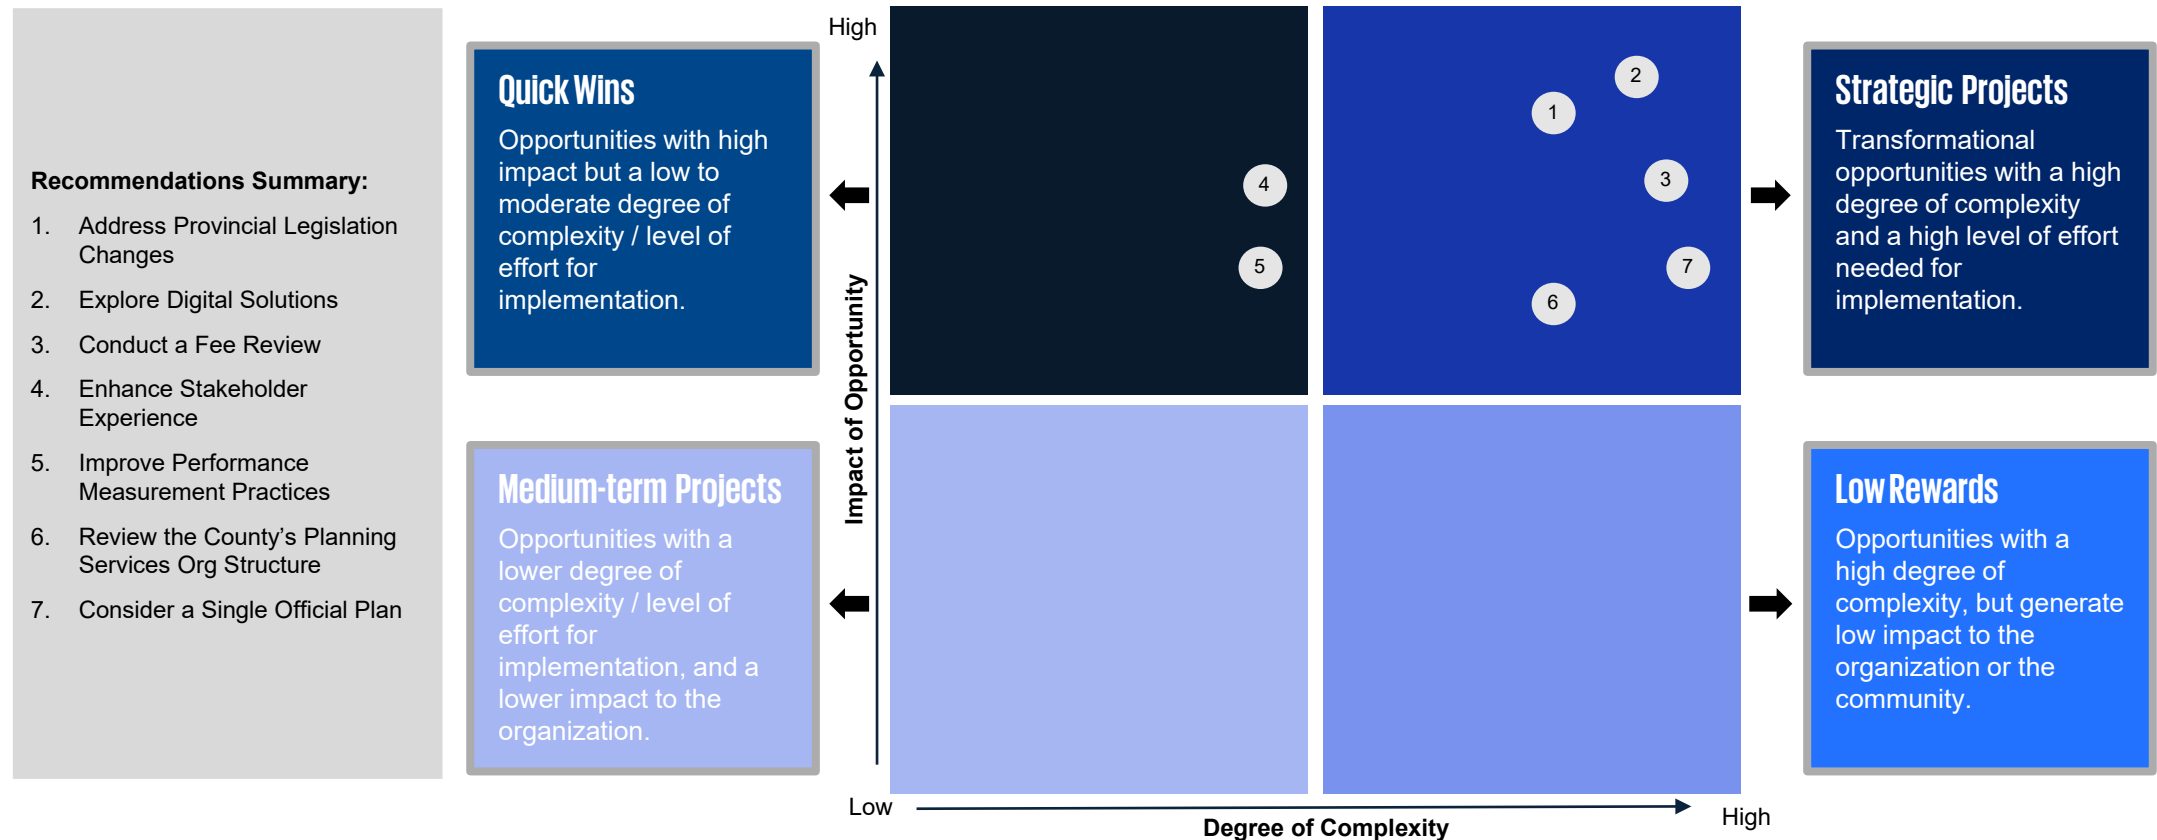 Recommendations Summary:
1. Address Provincial Legislation
Changes
2. Explore Digital Solutions
3. Conduct a Fee Review
4. Enhance Stakeholder
Experience
5. Improve Performance
Measurement Practices
6. Review the County’s Planning
Services Org Structure
7. Consider a Single Official Plan
Quick Wins
Opportunities with high
impact but a low to
moderate degree of
complexity / level of
effort for
implementation.
Medium-term Projects
Opportunities with a
lower degree of
complexity / level of
effort for
implementation, and a
lower impact to the
organization.
High
Impact of Opportunity
Low
2
1
4
3
5
7
6
Degree of Complexity
High
Strategic Projects
Transformational
opportunities with a high
degree of complexity
and a high level of effort
needed for
implementation.
Low Rewards
Opportunities with a
high degree of
complexity, but generate
low impact to the
organization or the
community.